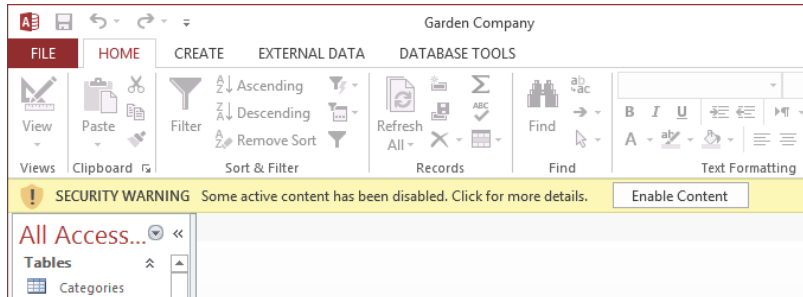 Garden Company
FILE HOME CREATE EXTERNAL DATA DATABASE TOOLS
View
Paste
Filter
Ascending
Descending
Remove Sort
Refresh
All
Find
B I U
A
Views Clipboard Sort & Filter Records Find Text Formatting
SECURITY WARNING Some active content has been disabled. Click for more details. Enable Content
All Access...
Tables
Categories